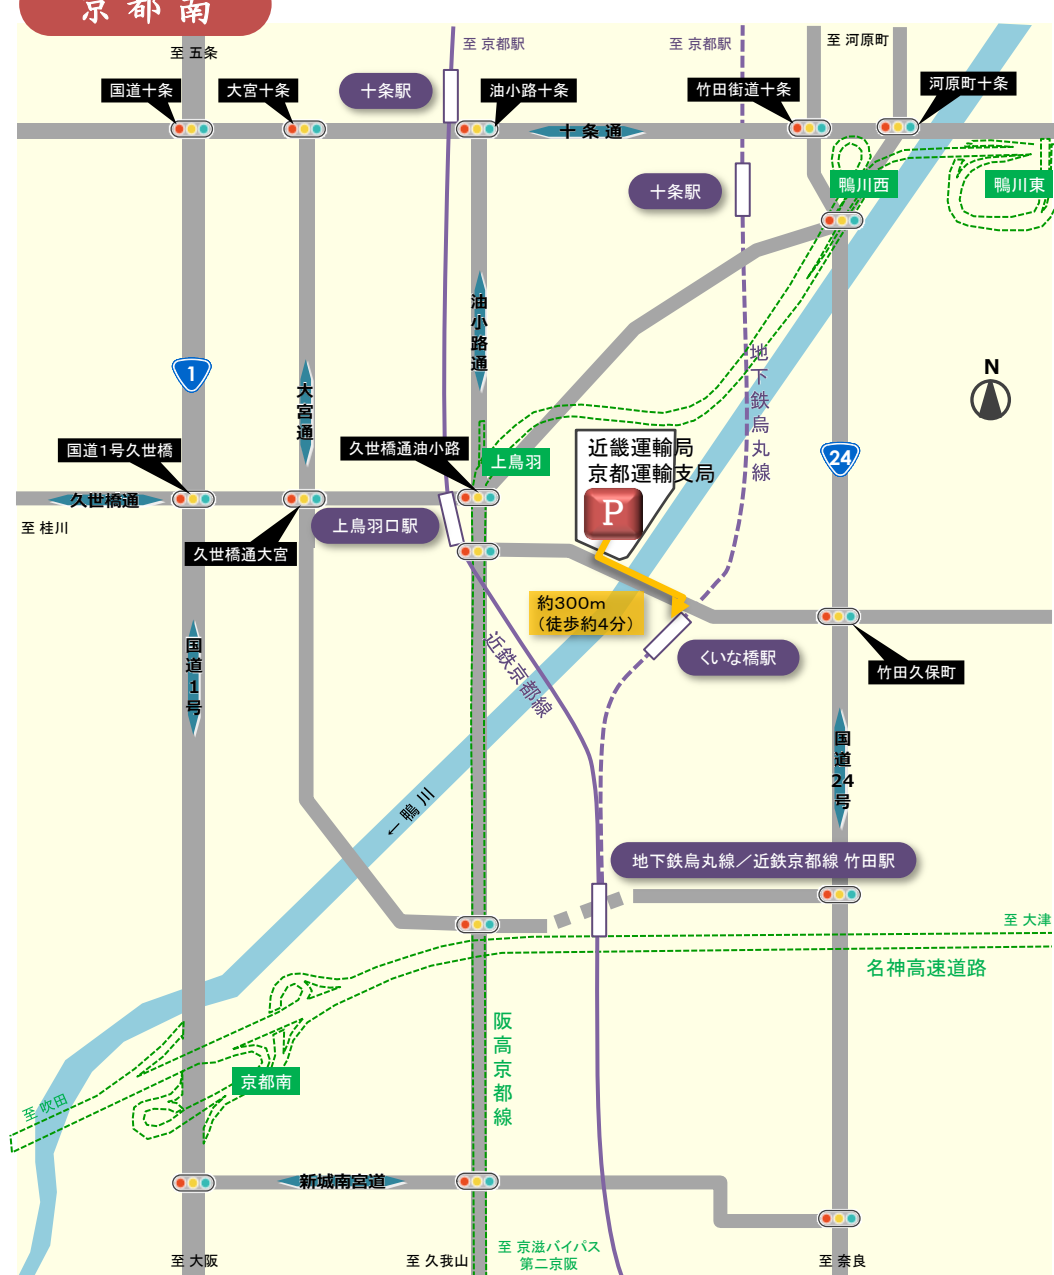 京都南
至 五条
至 京都駅
至 京都駅
至 河原町
国道十条
大宮十条
十条駅
油小路十条
竹田街道十条
河原町十条
十条通
十条駅
鴨川西
鴨川東
油小路通
地下鉄烏丸線
1
大宮通
N
国道1号久世橋
久世橋通油小路
上鳥羽
近畿運輸局
京都運輸支局
P
24
久世橋通
至 桂川
上鳥羽口駅
久世橋通大宮
約300m
（徒歩約4分）
くいな橋駅
竹田久保町
国道1号
近鉄京都線
国道24号
←鴨川
地下鉄烏丸線／近鉄京都線 竹田駅
至 大津
名神高速道路
阪高京都線
京都南
至 吹田
新城南宮道
至 大阪
至 久我山
至 京滋バイパス
第二京阪
至 奈良